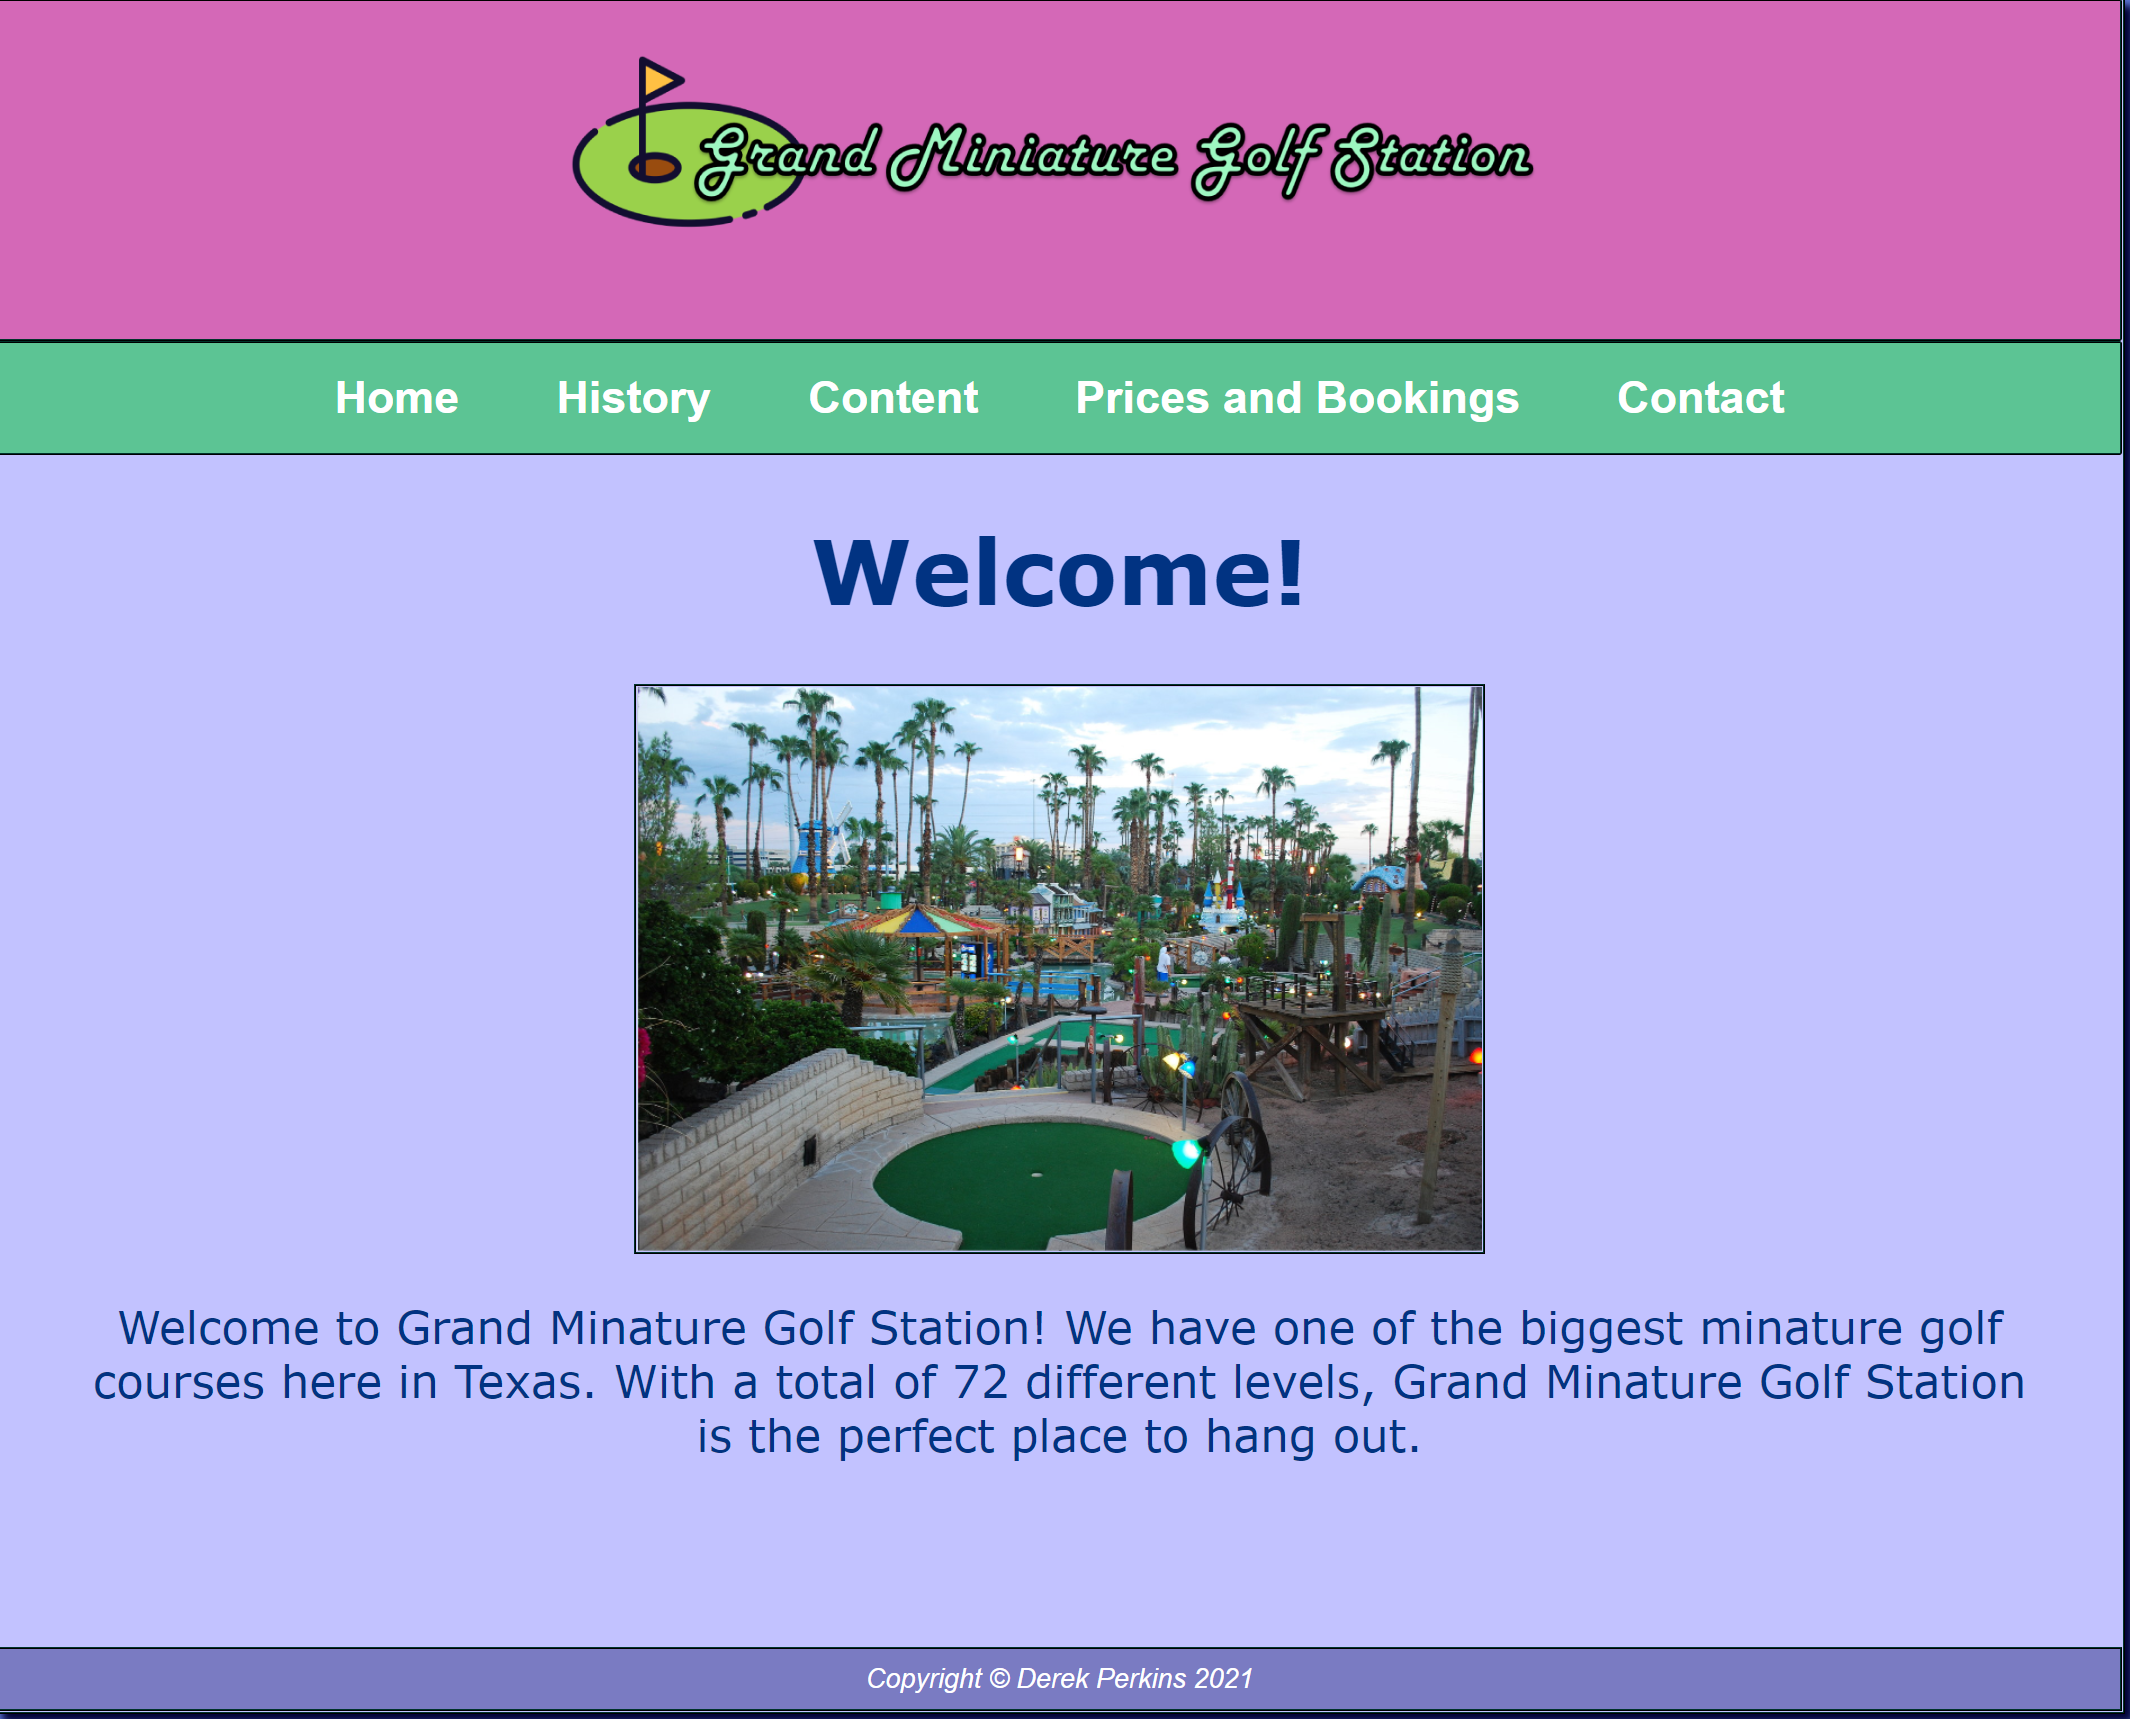 Grand Miniature Golf Station
Home History Content Prices and Bookings Contact
Welcome!
Welcome to Grand Minature Golf Station! We have one of the biggest minature golf
courses here in Texas. With a total of 72 different levels, Grand Minature Golf Station
is the perfect place to hang out.
Copyright © Derek Perkins 2021